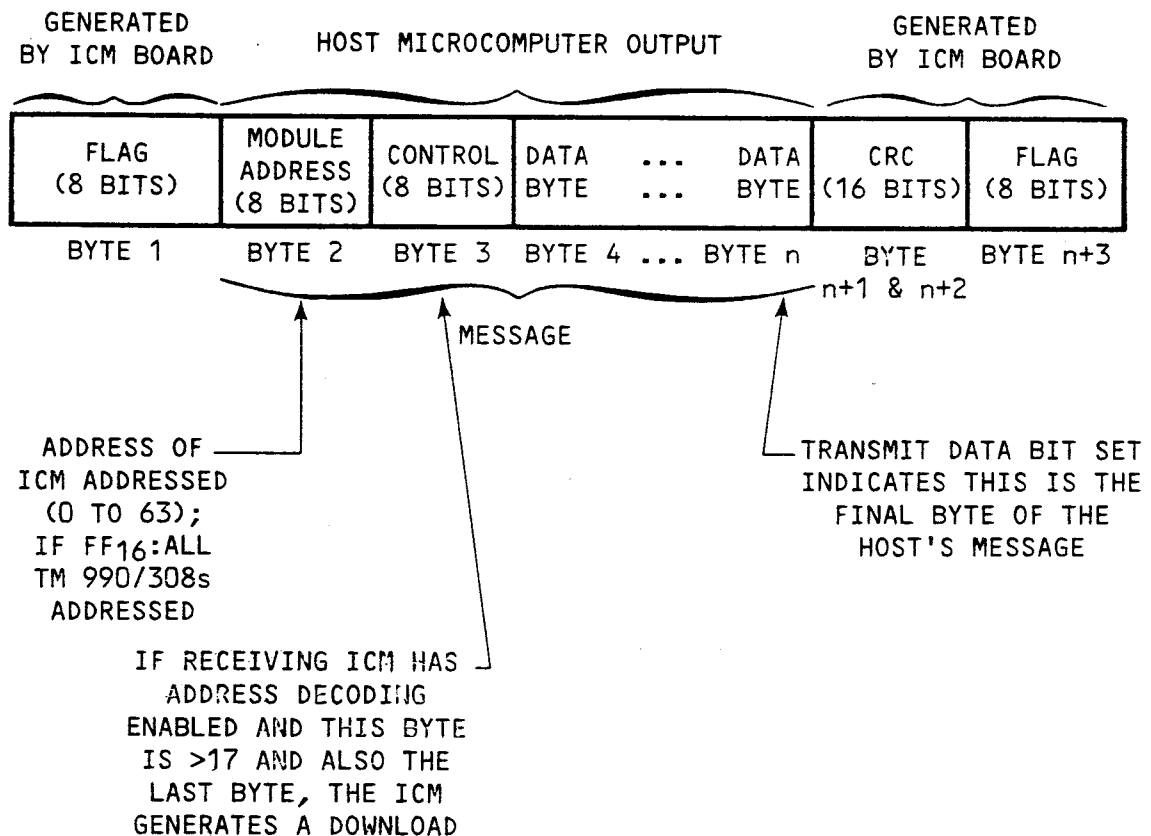 GENERATED
BY ICM BOARD
HOST MICROCOMPUTER OUTPUT
GENERATED
BY ICM BOARD
FLAG
(8 BITS)
MODULE
ADDRESS
(8 BITS)
CONTROL
(8 BITS)
DATA ... DATA
BYTE ... BYTE
CRC
(16 BITS)
FLAG
(8 BITS)
BYTE 1
BYTE 2
BYTE 3
BYTE 4 ... BYTE n
BYTE
n+1 & n+2
BYTE n+3
MESSAGE
ADDRESS OF
ICM ADDRESSED
(0 TO 63);
IF FF16:ALL
TM 990/308s
ADDRESSED
TRANSMIT DATA BIT SET
INDICATES THIS IS THE
FINAL BYTE OF THE
HOST'S MESSAGE
IF RECEIVING ICM HAS
ADDRESS DECODING
ENABLED AND THIS BYTE
IS >17 AND ALSO THE
LAST BYTE, THE ICM
GENERATES A DOWNLOAD